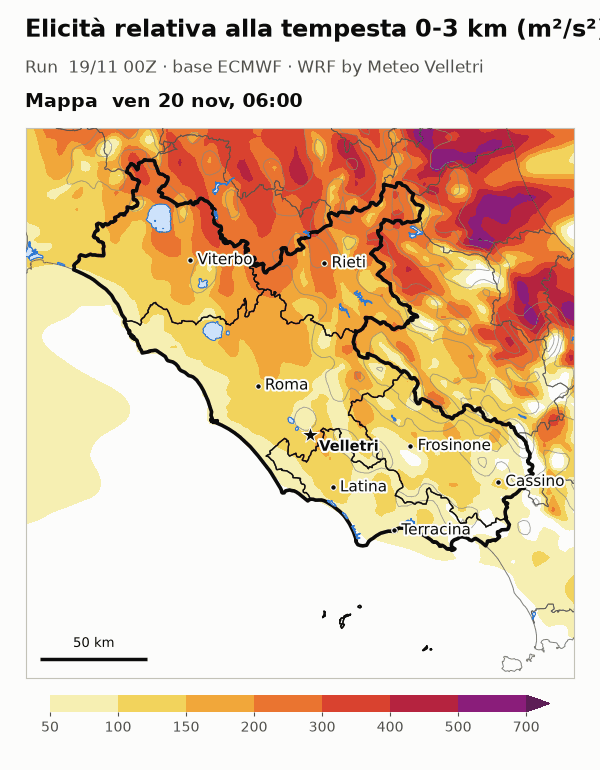 Elicità relativa alla tempesta 0-3 km (m²/s²)
Run 19/11 00Z · base ECMWF · WRF by Meteo Velletri
Mappa ven 20 nov, 06:00
Viterbo
Rieti
Roma
Velletri
Frosinone
Cassino
Latina
Terracina
50 km
50 100 150 200 300 400 500 700